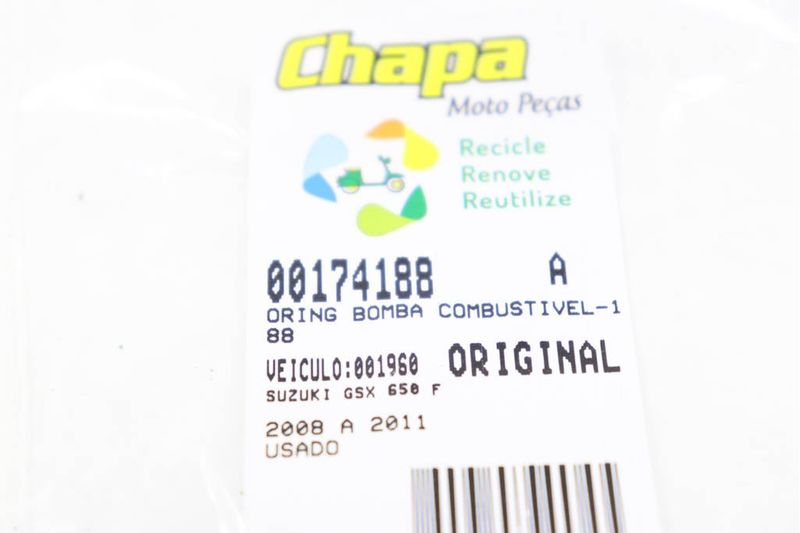 Chapa
Moto Peças
Recicle
Renove
Reutilize
00174188 A
ORING BOMBA COMBUSTIVEL-1
88
VEICULO:001960 ORIGINAL
SUZUKI GSX 650 F
2008 A 2011
USADO